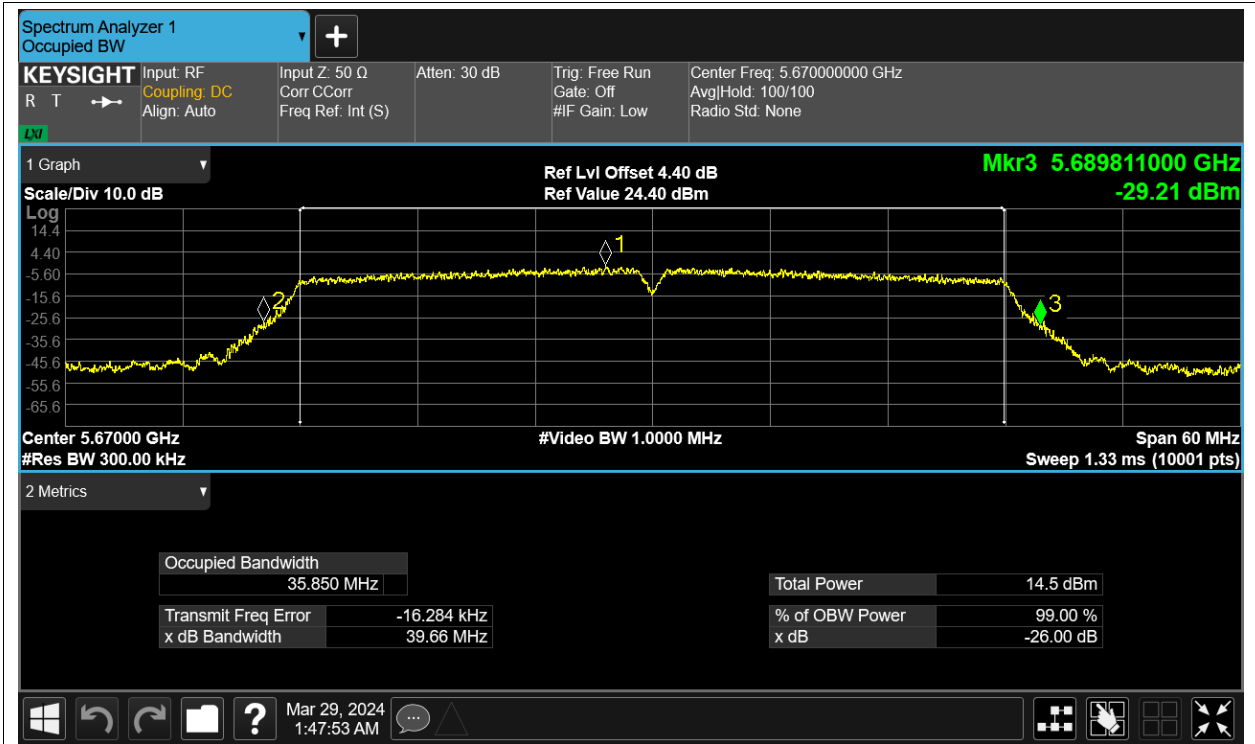 Spectrum Analyzer 1
Occupied BW
KEYSIGHT
R T
LXI
Input: RF
Coupling: DC
Align: Auto
Input Z: 50 Ω
Corr CCorr
Freq Ref: Int (S)
Atten: 30 dB
Trig: Free Run
Gate: Off
#IF Gain: Low
Center Freq: 5.670000000 GHz
Avg|Hold: 100/100
Radio Std: None
1 Graph
Scale/Div 10.0 dB
Ref Lvl Offset 4.40 dB
Ref Value 24.40 dBm
Mkr3 5.689811000 GHz
-29.21 dBm
Log
14.4
4.40
-5.60
-15.6
-25.6
-35.6
-45.6
-55.6
-65.6
1
2
3
Center 5.67000 GHz
#Video BW 1.0000 MHz
Span 60 MHz
#Res BW 300.00 kHz
Sweep 1.33 ms (10001 pts)
2 Metrics
Occupied Bandwidth
35.850 MHz
Transmit Freq Error -16.284 kHz
x dB Bandwidth 39.66 MHz
Total Power 14.5 dBm
% of OBW Power 99.00 %
x dB -26.00 dB
?
Mar 29, 2024
1:47:53 AM